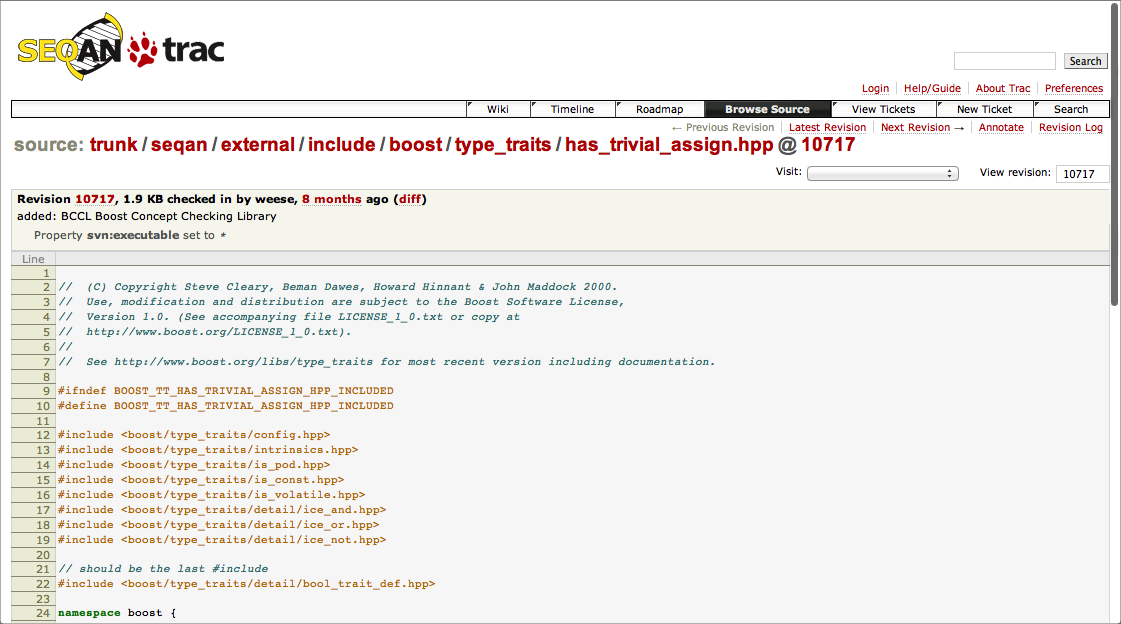 SEQAN trac
Search
Login Help/Guide About Trac Preferences
Wiki Timeline Roadmap Browse Source View Tickets New Ticket Search
← Previous Revision Latest Revision Next Revision → Annotate Revision Log
source: trunk / seqan / external / include / boost / type_traits / has_trivial_assign.hpp @ 10717
Visit: View revision: 10717
Revision 10717, 1.9 KB checked in by weese, 8 months ago (diff)
added: BCCL Boost Concept Checking Library
Property svn:executable set to *
Line
1
2 // (C) Copyright Steve Cleary, Beman Dawes, Howard Hinnant & John Maddock 2000.
3 // Use, modification and distribution are subject to the Boost Software License,
4 // Version 1.0. (See accompanying file LICENSE_1_0.txt or copy at
5 // http://www.boost.org/LICENSE_1_0.txt).
6 //
7 // See http://www.boost.org/libs/type_traits for most recent version including documentation.
8
9 #ifndef BOOST_TT_HAS_TRIVIAL_ASSIGN_HPP_INCLUDED
10 #define BOOST_TT_HAS_TRIVIAL_ASSIGN_HPP_INCLUDED
11
12 #include <boost/type_traits/config.hpp>
13 #include <boost/type_traits/intrinsics.hpp>
14 #include <boost/type_traits/is_pod.hpp>
15 #include <boost/type_traits/is_const.hpp>
16 #include <boost/type_traits/is_volatile.hpp>
17 #include <boost/type_traits/detail/ice_and.hpp>
18 #include <boost/type_traits/detail/ice_or.hpp>
19 #include <boost/type_traits/detail/ice_not.hpp>
20
21 // should be the last #include
22 #include <boost/type_traits/detail/bool_trait_def.hpp>
23
24 namespace boost {